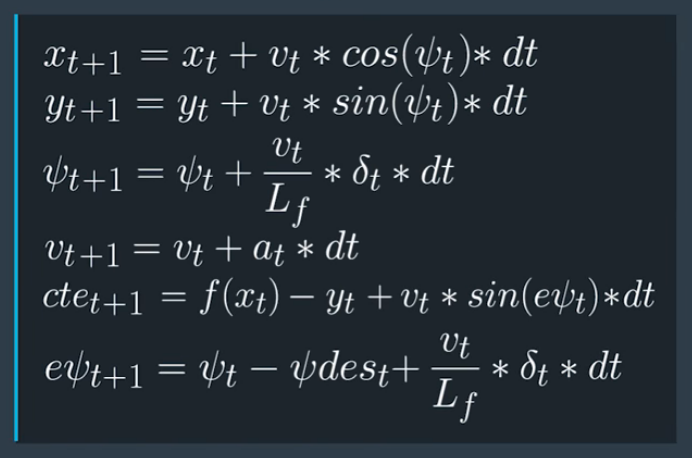 x_{t+1} = x_t + v_t * cos(ψ_t) * dt
y_{t+1} = y_t + v_t * sin(ψ_t) * dt
ψ_{t+1} = ψ_t + \frac{v_t}{L_f} * δ_t * dt
v_{t+1} = v_t + a_t * dt
cte_{t+1} = f(x_t) - y_t + v_t * sin(eψ_t) * dt
eψ_{t+1} = ψ_t - ψdes_t + \frac{v_t}{L_f} * δ_t * dt